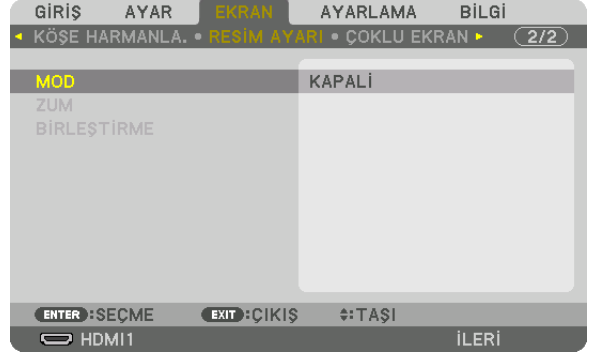 GİRİŞ AYAR EKRAN AYARLAMA BİLGİ
◂ KÖŞE HARMANLA. • RESİM AYARI • ÇOKLU EKRAN ▸ 2/2
MOD KAPALİ
ZUM
BİRLEŞTİRME
ENTER :SEÇME EXIT :ÇIKIŞ :TAŞI
HDMI1 İLERİ